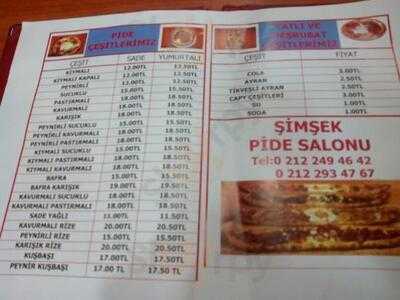 PİDE
ÇEŞİTLERİMİZ
ÇEŞİT SADE YUMURTALI
KIYMALI 12.00TL 12.50TL
KIYMALI KAPALI 12.00TL 12.50TL
PEYNİRLİ 12.00TL 12.50TL
SUCUKLU 15.00TL 15.50TL
PASTIRMALI 18.00TL 18.50TL
KAVURMALI 18.00TL 18.50TL
KARIŞIK 18.00TL 18.50TL
PEYNİRLİ SUCUKLU 15.00TL 15.50TL
PEYNİRLİ KAVURMALI 18.00TL 18.50TL
PEYNİRLİ PASTIRMALI 18.00TL 18.50TL
KIYMALI SUCUKLU 15.00TL 15.50TL
KIYMALI PASTIRMALI 18.00TL 18.50TL
KIYMALI KAVURMALI 18.00TL 18.50TL
BAFRA 15.00TL 15.50TL
BAFRA KARIŞIK 19.00TL 19.50TL
KAVURMALI SUCUKLU 18.00TL 18.50TL
KAVURMALI PASTIRMALI 18.00TL 18.50TL
SADE YAĞLI 11.00TL 11.50TL
KAVURMALI RİZE 20.00TL 20.50TL
PEYNİRLİ RİZE 15.00TL 15.50TL
KARIŞIK RİZE 20.00TL 20.50TL
KUŞBAŞI 17.00TL 17.50TL
PEYNİR KUŞBAŞI 17.00 TL 17.50 TL
TATLI VE
MEŞRUBAT
ÇEŞİTLERİMİZ
ÇEŞİT FİYAT
COLA 3.00TL
AYRAN 2.50TL
TİKVEŞLİ AYRAN 2.50TL
CAPY ÇEŞİTLERİ 3.00TL
SU 1.00TL
SODA 1.00TL
ŞİMŞEK
PİDE SALONU
Tel:0 212 249 46 42
0 212 293 47 67